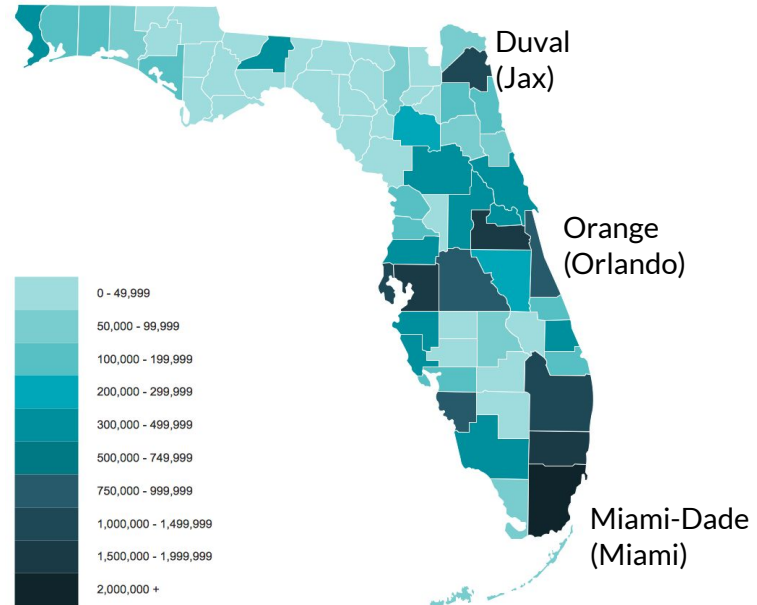 Duval
(Jax)
Orange
(Orlando)
0 - 49,999
50,000 - 99,999
100,000 - 199,999
200,000 - 299,999
300,000 - 499,999
500,000 - 749,999
750,000 - 999,999
1,000,000 - 1,499,999
1,500,000 - 1,999,999
2,000,000 +
Miami-Dade
(Miami)